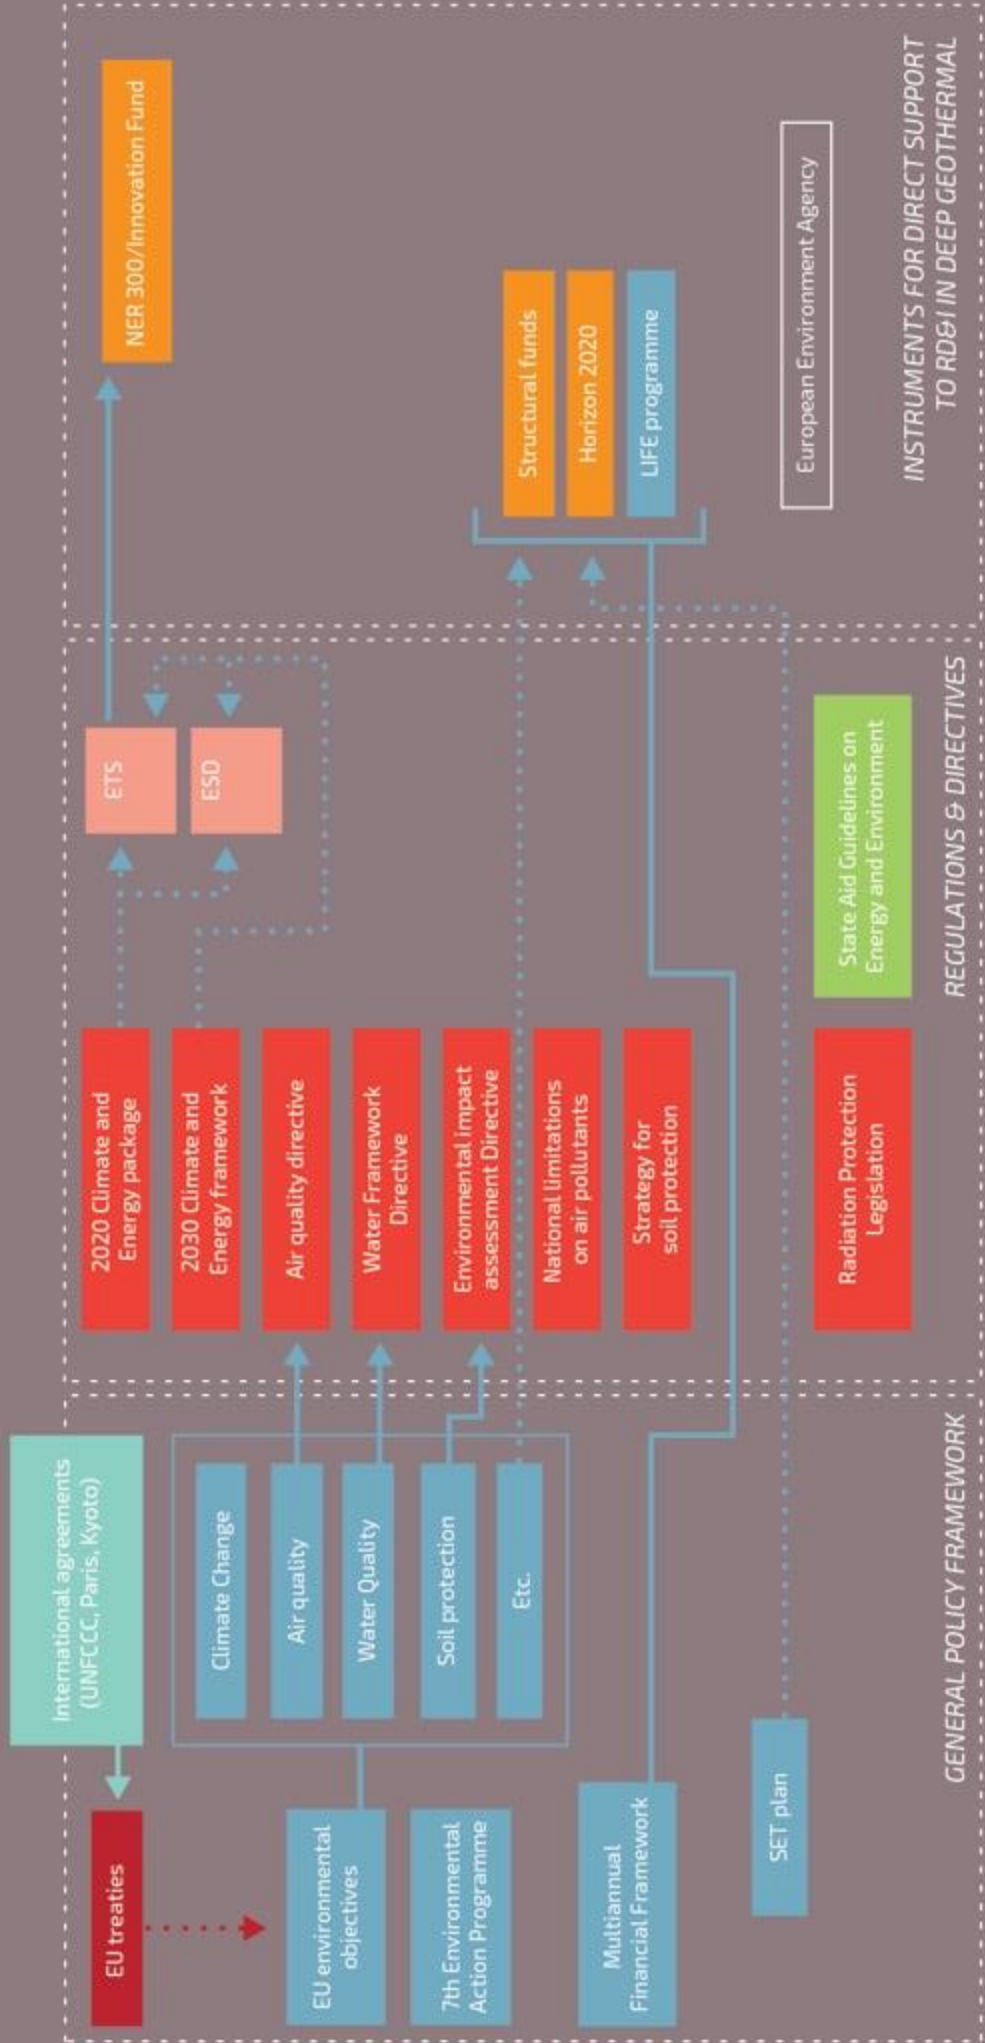 International agreements
(UNFCCC, Paris, Kyoto)
EU treaties
EU environmental
objectives
7th Environmental
Action Programme
Multiannual
Financial Framework
SET plan
Climate Change
Air quality
Water Quality
Soil protection
Etc.
GENERAL POLICY FRAMEWORK
2020 Climate and
Energy package
2030 Climate and
Energy framework
Air quality directive
Water Framework
Directive
Environmental impact
assessment Directive
National limitations
on air pollutants
Strategy for
soil protection
Radiation Protection
Legislation
ETS
ESD
State Aid Guidelines on
Energy and Environment
REGULATIONS & DIRECTIVES
NER 300/Innovation Fund
Structural funds
Horizon 2020
LIFE programme
European Environment Agency
INSTRUMENTS FOR DIRECT SUPPORT
TO RD&I IN DEEP GEOTHERMAL